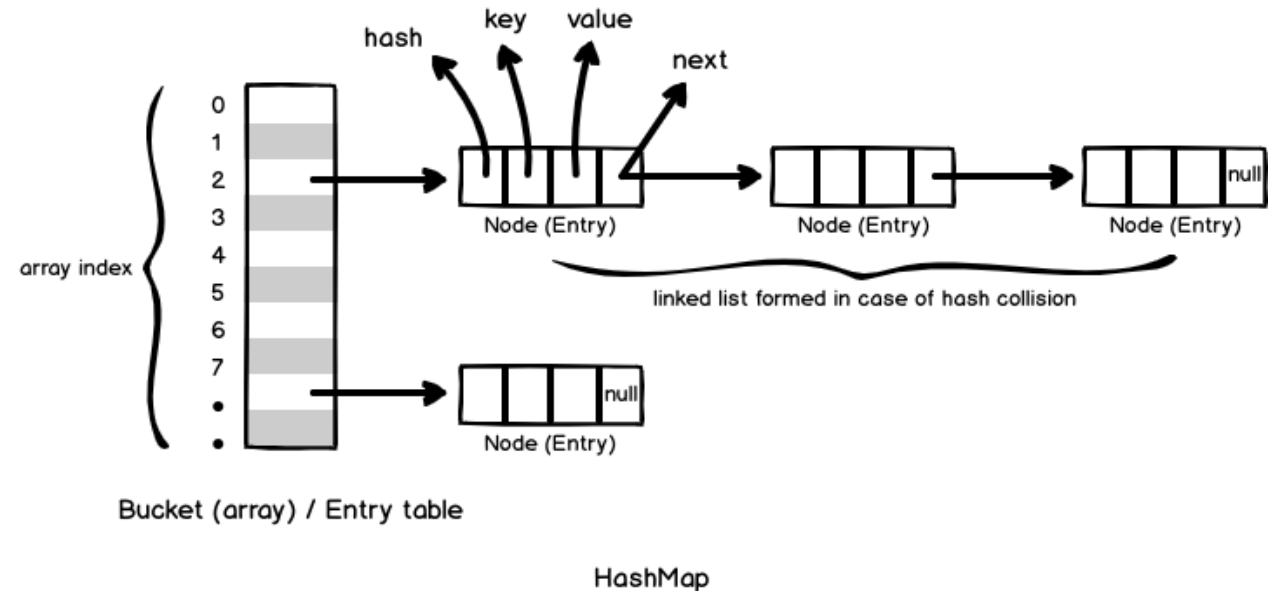 key value
hash
next
0
1
2
3
4
5
6
7
null
Node (Entry) Node (Entry) Node (Entry)
array index
linked list formed in case of hash collision
null
Node (Entry)
Bucket (array) / Entry table
HashMap